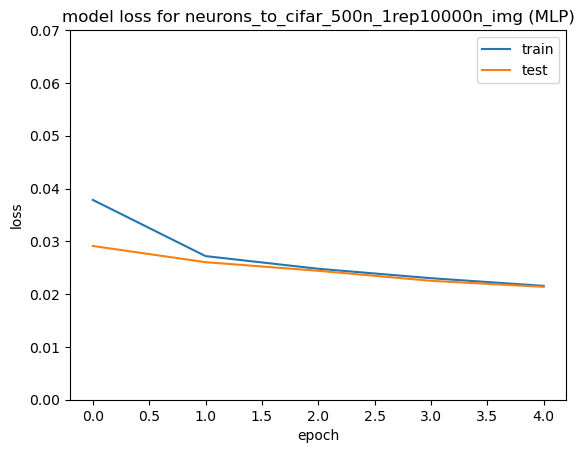 model loss for neurons_to_cifar_500n_1rep10000n_img (MLP)
train
test
0.07
0.06
0.05
0.04
0.03
0.02
0.01
0.00
loss
0.0 0.5 1.0 1.5 2.0 2.5 3.0 3.5 4.0
epoch